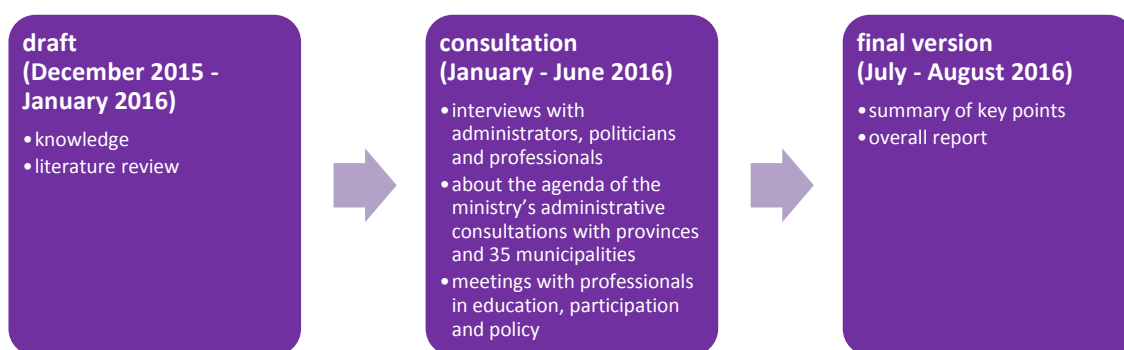 draft
(December 2015 -
January 2016)
•knowledge
•literature review
consultation
(January - June 2016)
•interviews with
administrators, politicians
and professionals
•about the agenda of the
ministry's administrative
consultations with provinces
and 35 municipalities
•meetings with professionals
in education, participation
and policy
final version
(July - August 2016)
•summary of key points
•overall report